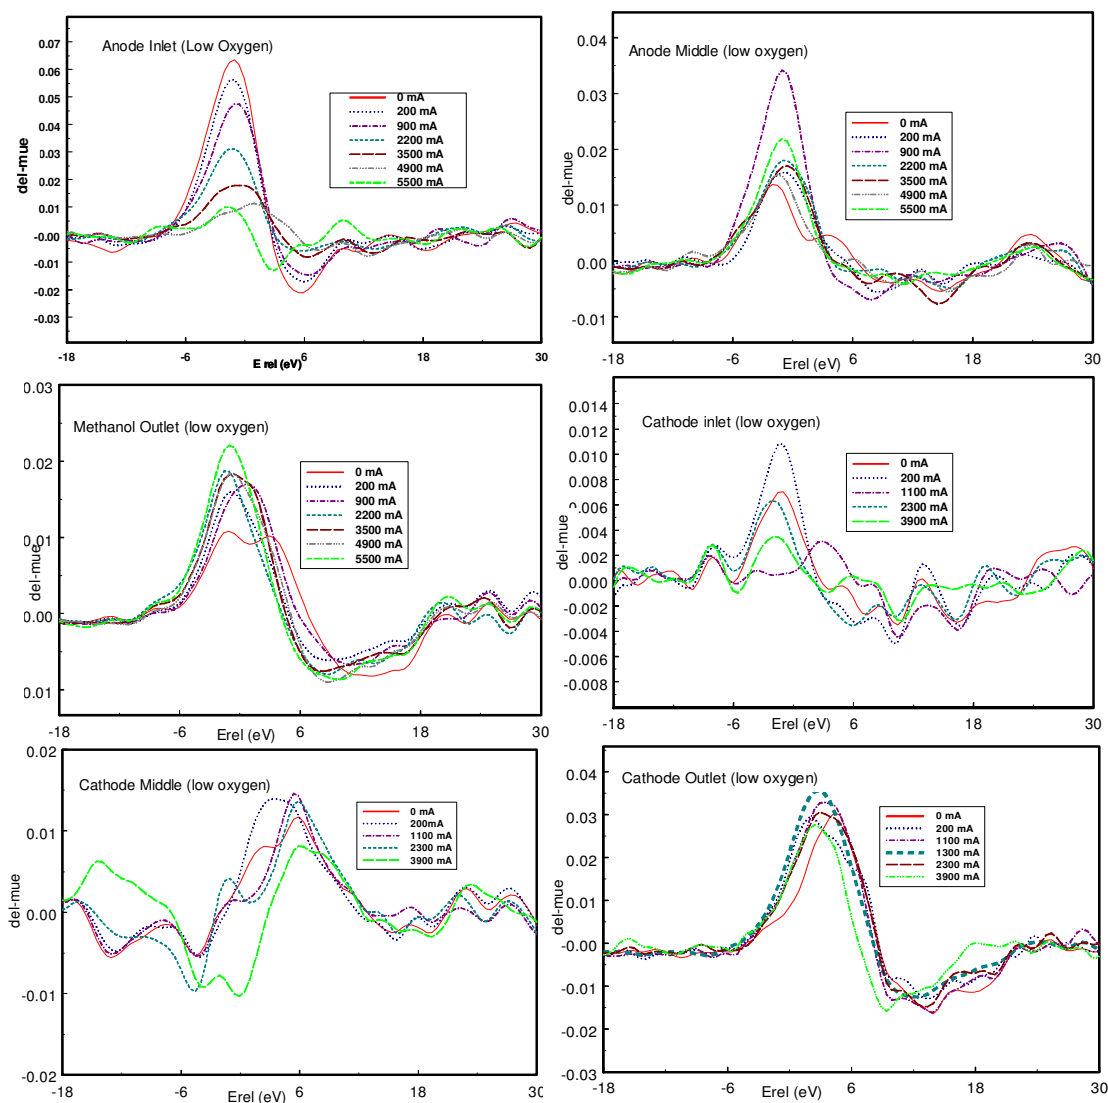 Anode Inlet (Low Oxygen)
0.07
0.06
0.05
0.04
0.03
0.02
0.01
-0.00
-0.01
-0.02
-0.03
del-mue
0 mA
200 mA
900 mA
2200 mA
3500 mA
4900 mA
5500 mA
-18
-6
6
18
30
E rel (eV)
Anode Middle (low oxygen)
0.04
0.03
0.02
0.01
0.00
-0.01
del-mue
0 mA
200 mA
900 mA
2200 mA
3500 mA
4900 mA
5500 mA
-18
-6
6
18
30
Erel (eV)
Methanol Outlet (low oxygen)
0.03
0.02
0.01
0.00
0.01
del-mue
0 mA
200 mA
900 mA
2200 mA
3500 mA
4900 mA
5500 mA
-18
-6
6
18
30
Erel (eV)
Cathode inlet (low oxygen)
0.014
0.012
0.010
0.006
0.004
.002
0.000
-0.002
-0.004
-0.006
-0.008
del-mue
0 mA
200 mA
1100 mA
2300 mA
3900 mA
-18
-6
6
18
30
Erel (eV)
Cathode Middle (low oxygen)
0.02
0.01
0.00
-0.01
-0.02
del-mue
0 mA
200mA
1100 mA
2300 mA
3900 mA
-18
-6
6
18
30
Erel (eV)
Cathode Outlet (low oxygen)
0.04
0.03
0.02
0.01
-0.00
-0.01
-0.02
-0.03
del-mue
0 mA
200 mA
1100 mA
1300 mA
2300 mA
3900 mA
-18
-6
6
18
30
Erel (eV)